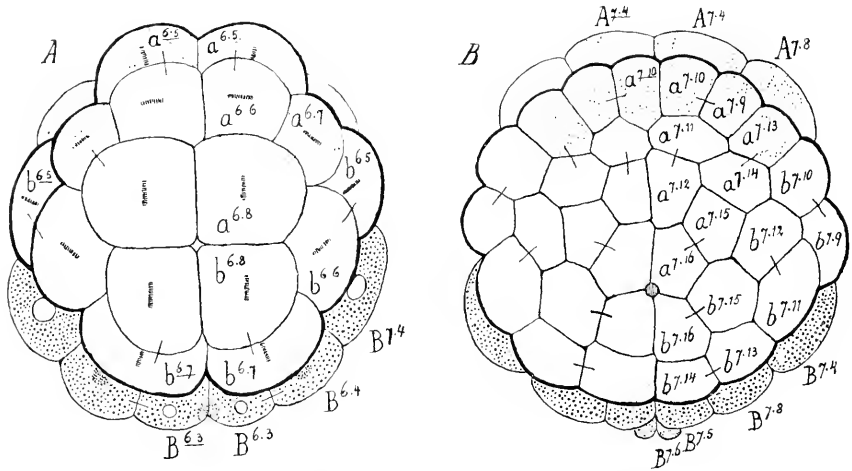 A
a6.5 a6.5
a6.6
a6.7
b6.5 b6.5
a6.8
b6.8
b6.6
B7.4
b6.7 b6.7
B6.4
B6.3 B6.3
B
A7.4 A7.4
A7.8
a7.10 a7.10
a7.9
a7.11 a7.13
a7.12 a7.14 b7.10
a7.15 b7.12 b7.9
a7.16
b7.15 b7.11
b7.16
b7.13
b7.14 B7.4
B7.8
B7.6 B7.5